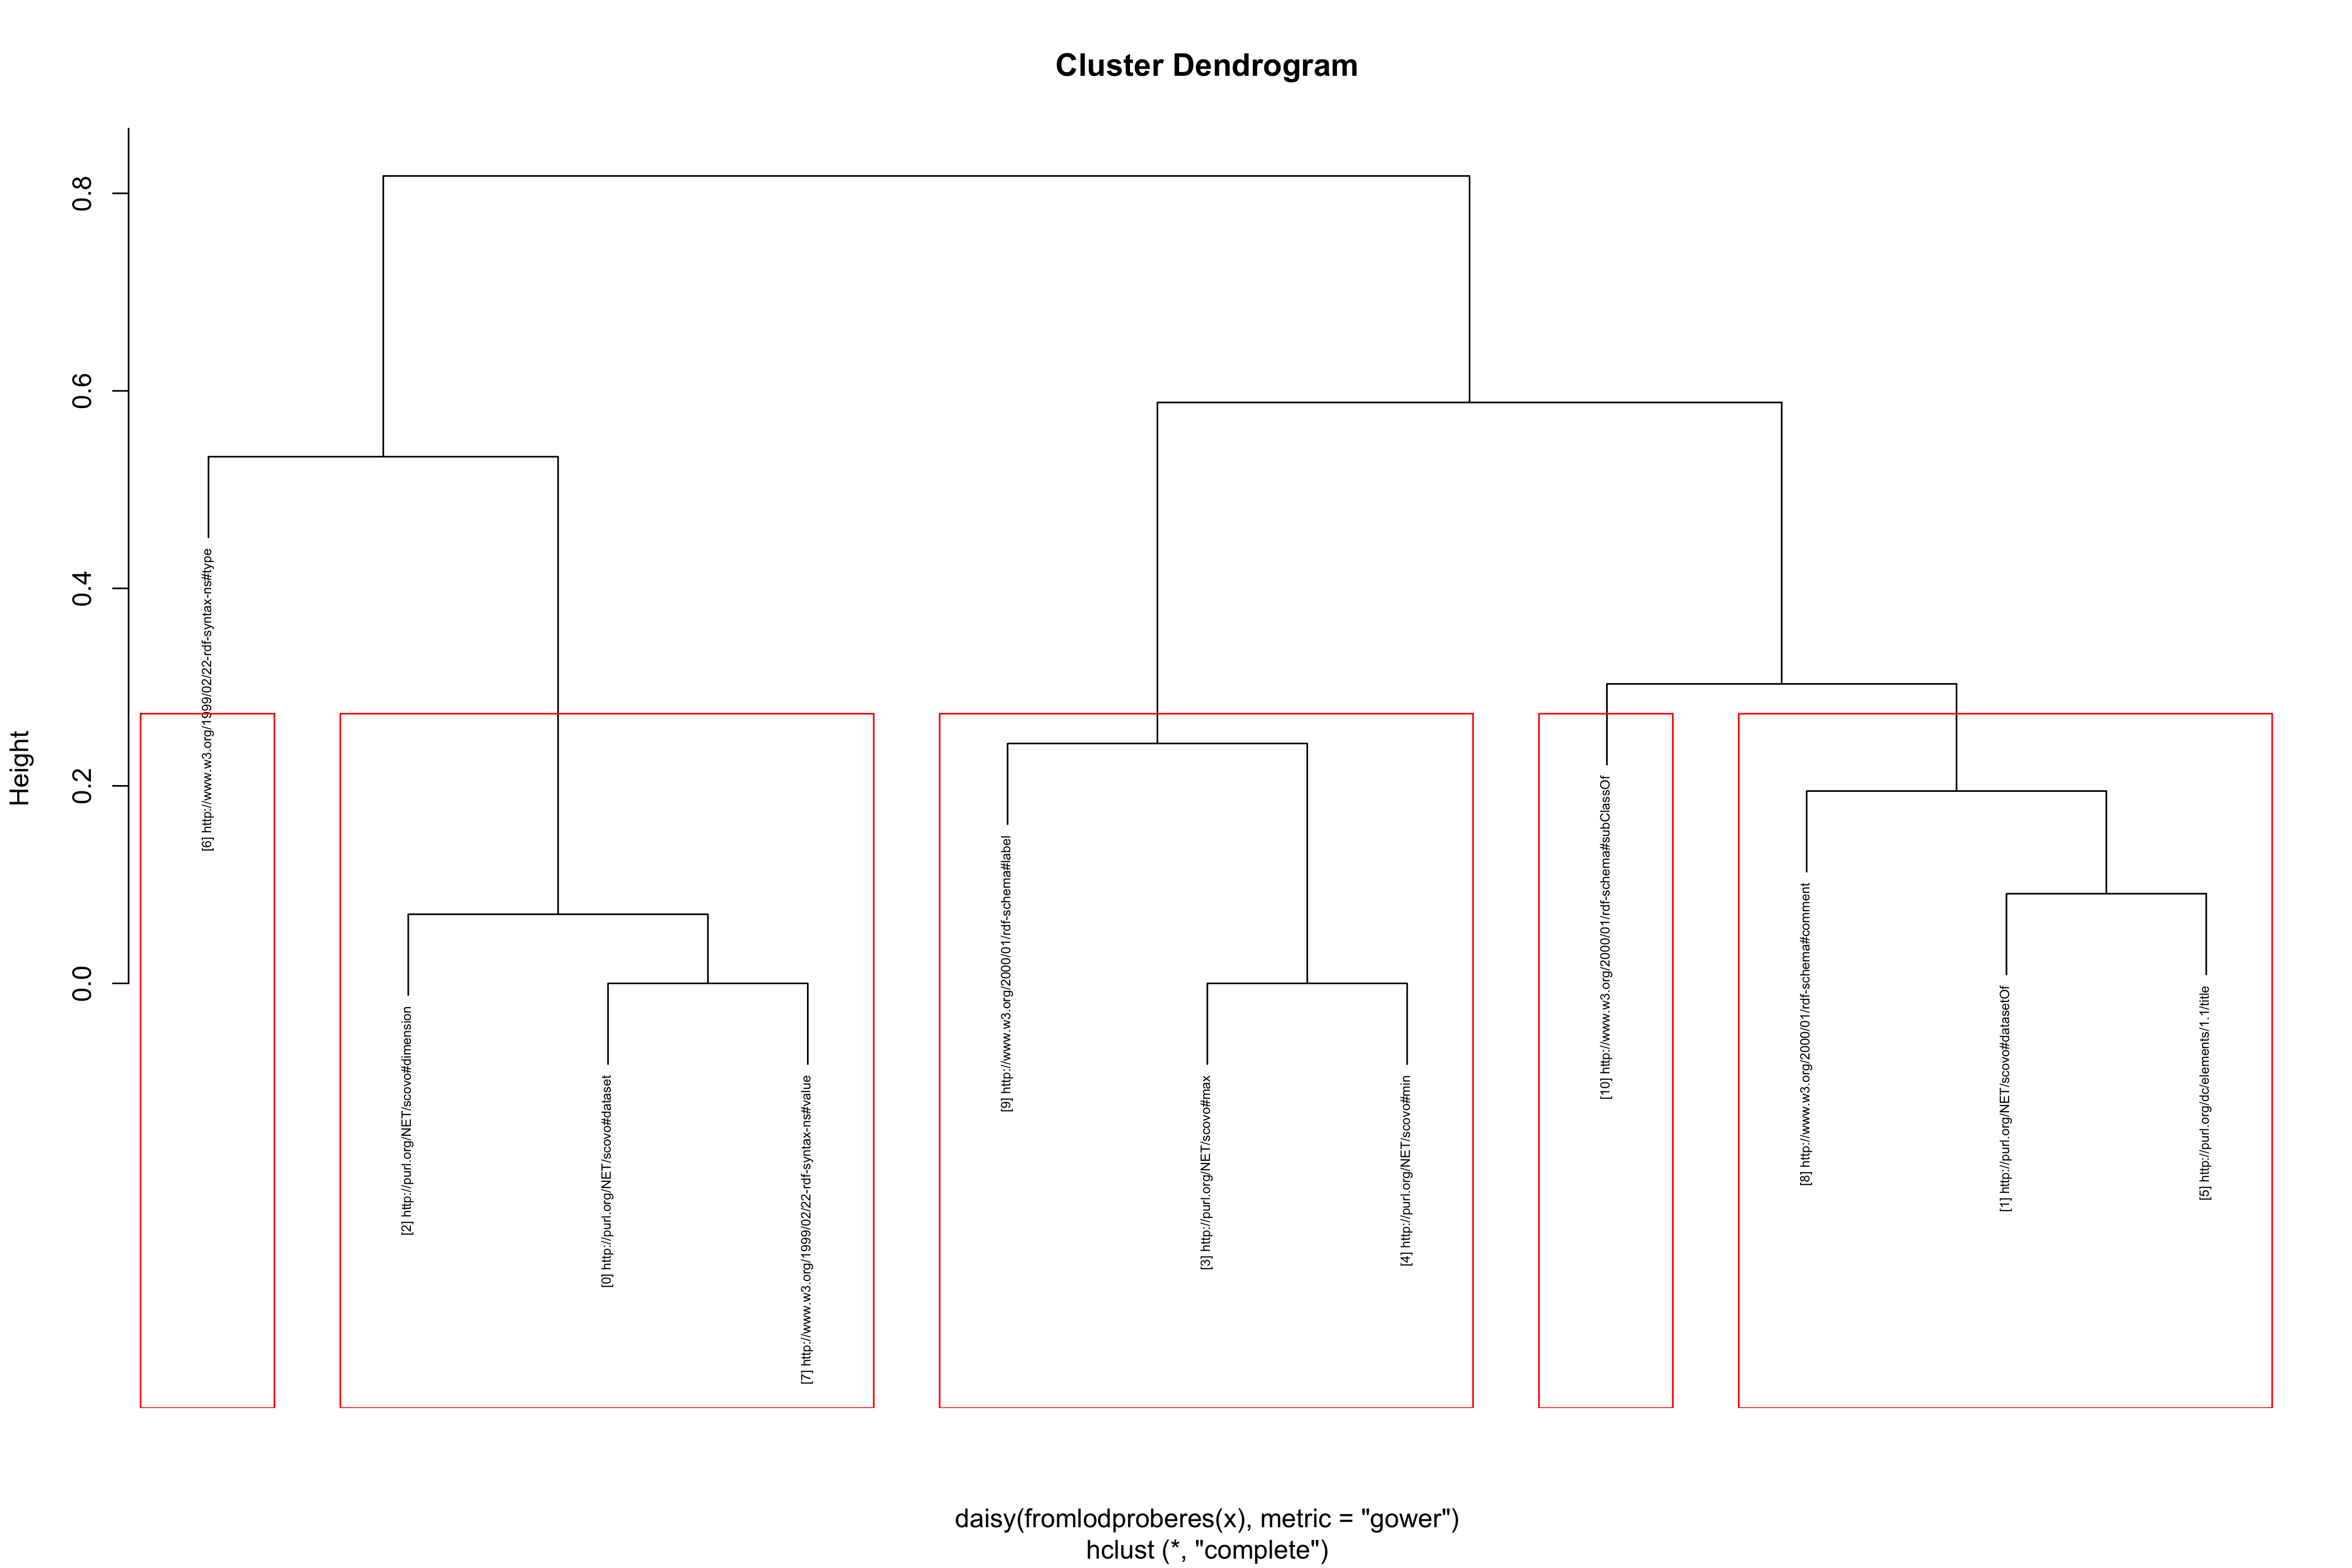 Cluster Dendrogram
Height
0.8
0.6
0.4
0.2
0.0
[6] http://www.w3.org/1999/02/22-rdf-syntax-ns#type
[2] http://purl.org/NET/scovo#dimension
[0] http://purl.org/NET/scovo#dataset
[7] http://www.w3.org/1999/02/22-rdf-syntax-ns#value
[9] http://www.w3.org/2000/01/rdf-schema#label
[3] http://purl.org/NET/scovo#max
[4] http://purl.org/NET/scovo#min
[10] http://www.w3.org/2000/01/rdf-schema#subClassOf
[8] http://www.w3.org/2000/01/rdf-schema#comment
[1] http://purl.org/NET/scovo#datasetOf
[5] http://purl.org/dc/elements/1.1/title
daisy(fromlodproberes(x), metric = "gower")
hclust (*, "complete")